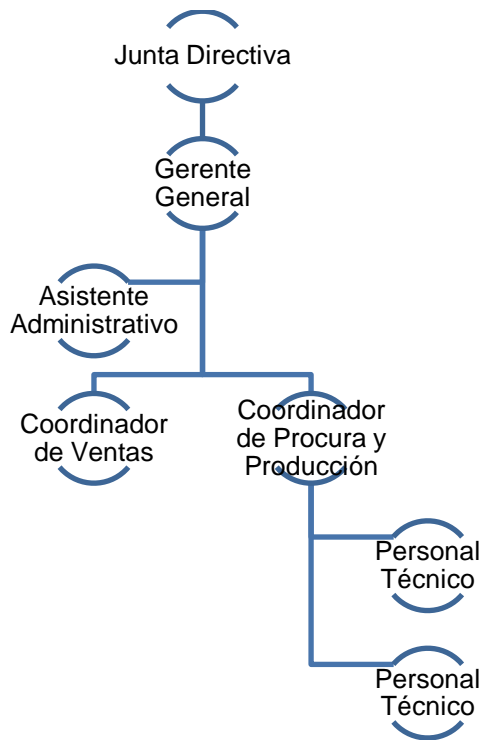 Junta Directiva
Gerente
General
Asistente
Administrativo
Coordinador
de Ventas
Coordinador
de Procura y
Producción
Personal
Técnico
Personal
Técnico